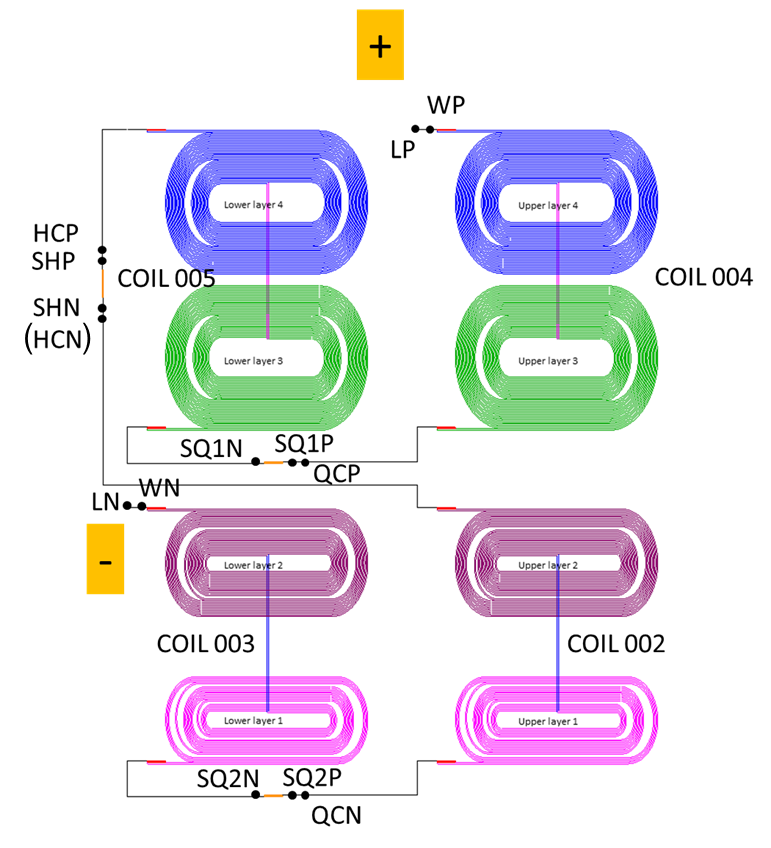 +
WP
LP
Lower layer 4
Upper layer 4
HCP
SHP
COIL 005
COIL 004
SHN
(HCN)
Lower layer 3
Upper layer 3
SQ1N
SQ1P
QCP
LN
WN
-
Lower layer 2
Upper layer 2
COIL 003
COIL 002
Lower layer 1
Upper layer 1
SQ2N
SQ2P
QCN